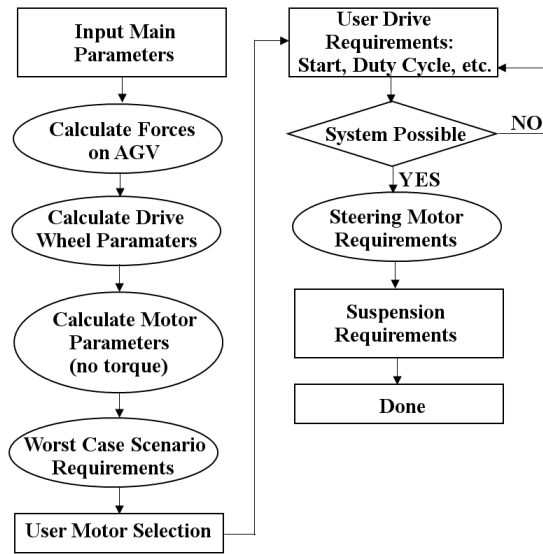 Input Main
Parameters
Calculate Forces
on AGV
Calculate Drive
Wheel Paramaters
Calculate Motor
Parameters
(no torque)
Worst Case Scenario
Requirements
User Motor Selection
User Drive
Requirements:
Start, Duty Cycle, etc.
System Possible
NO
YES
Steering Motor
Requirements
Suspension
Requirements
Done